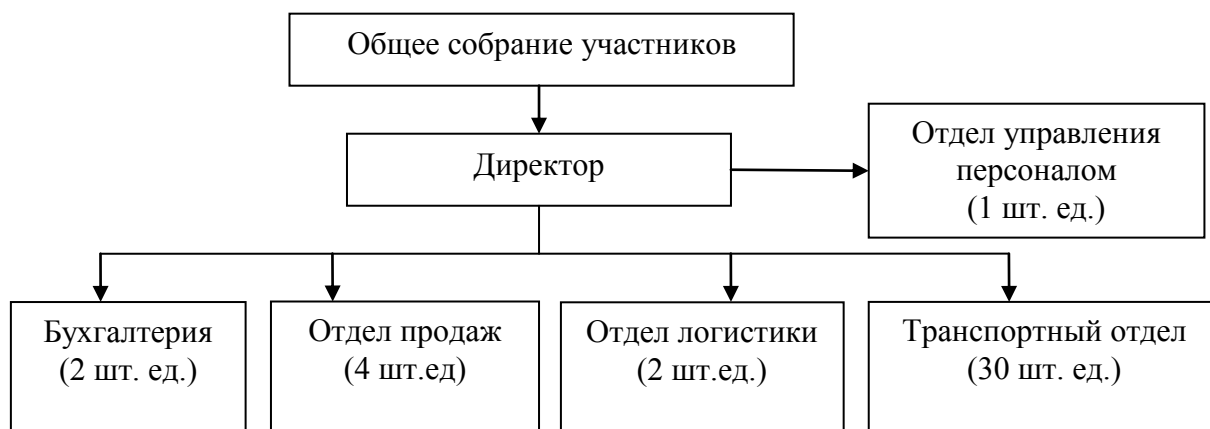 Общее собрание участников
Директор
Отдел управления
персоналом
(1 шт. ед.)
Бухгалтерия
(2 шт. ед.)
Отдел продаж
(4 шт.ед)
Отдел логистики
(2 шт.ед.)
Транспортный отдел
(30 шт. ед.)